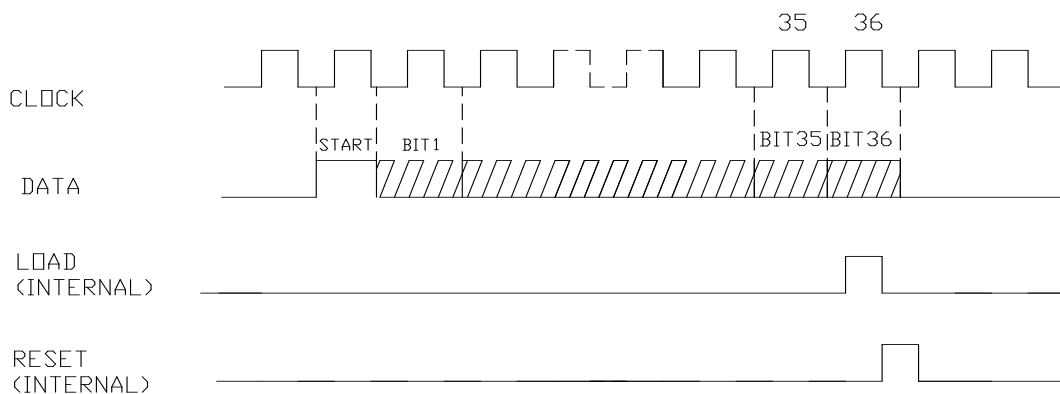 35 36
CLOCK
START BIT1 BIT35 BIT36
DATA
LOAD
(INTERNAL)
RESET
(INTERNAL)